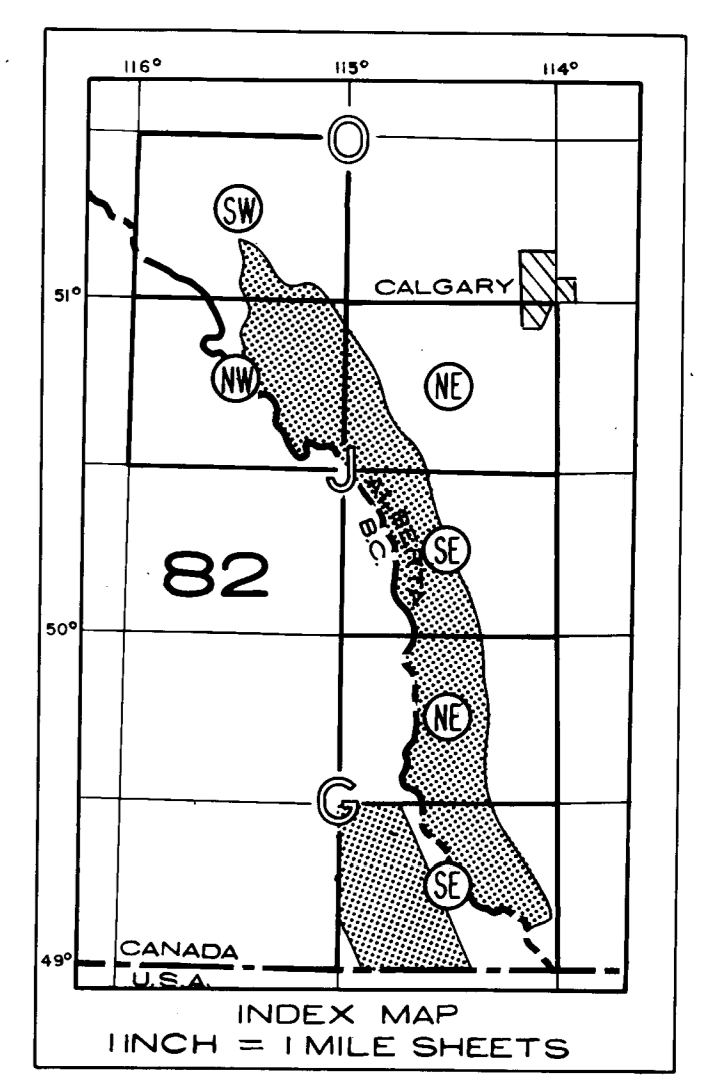 116° 115° 114°
O
SW
CALGARY
51°
NW
NE
J
ALBERTA
B.C.
SE
82
50°
NE
G
SE
CANADA
49°
U.S.A.
INDEX MAP
1 INCH = 1 MILE SHEETS